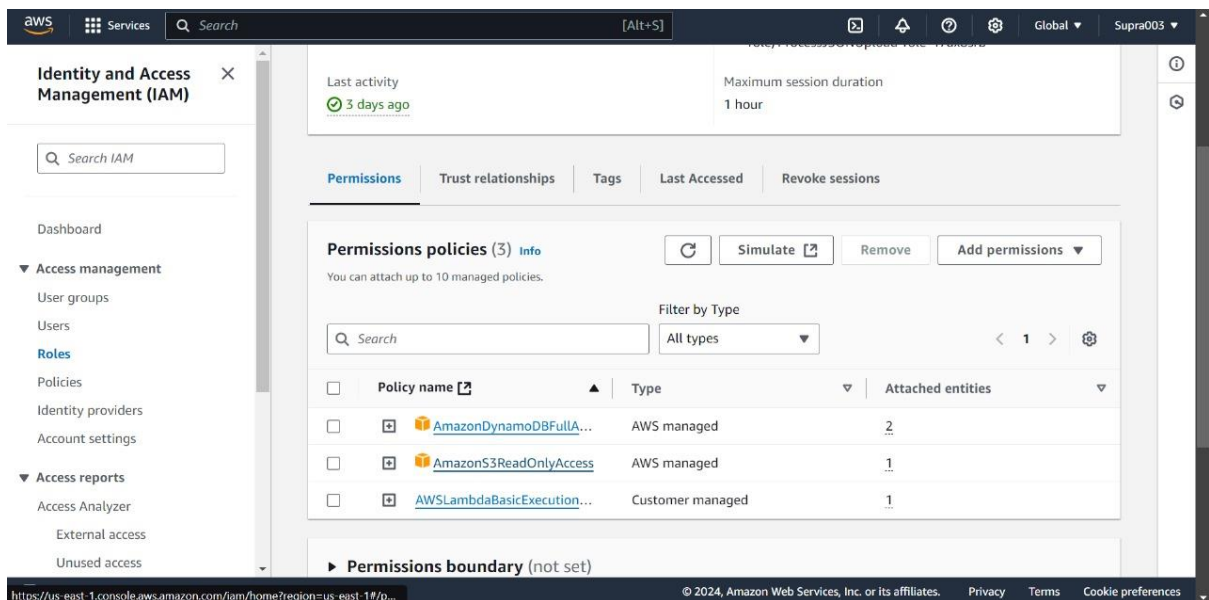 aws Services Search [Alt+S] Global Supra003
Identity and Access
Management (IAM)
Search IAM
Dashboard
Access management
User groups
Users
Roles
Policies
Identity providers
Account settings
Access reports
Access Analyzer
External access
Unused access
Last activity
3 days ago
Maximum session duration
1 hour
Permissions Trust relationships Tags Last Accessed Revoke sessions
Permissions policies (3) Info
You can attach up to 10 managed policies.
Simulate Remove Add permissions
Filter by Type
Search All types 1
Policy name Type Attached entities
AmazonDynamoDBFullA... AWS managed 2
AmazonS3ReadOnlyAccess AWS managed 1
AWSLambdaBasicExecution... Customer managed 1
Permissions boundary (not set)
https://us-east-1.console.aws.amazon.com/iam/home?region=us-east-1#/p...
© 2024, Amazon Web Services, Inc. or its affiliates. Privacy Terms Cookie preferences